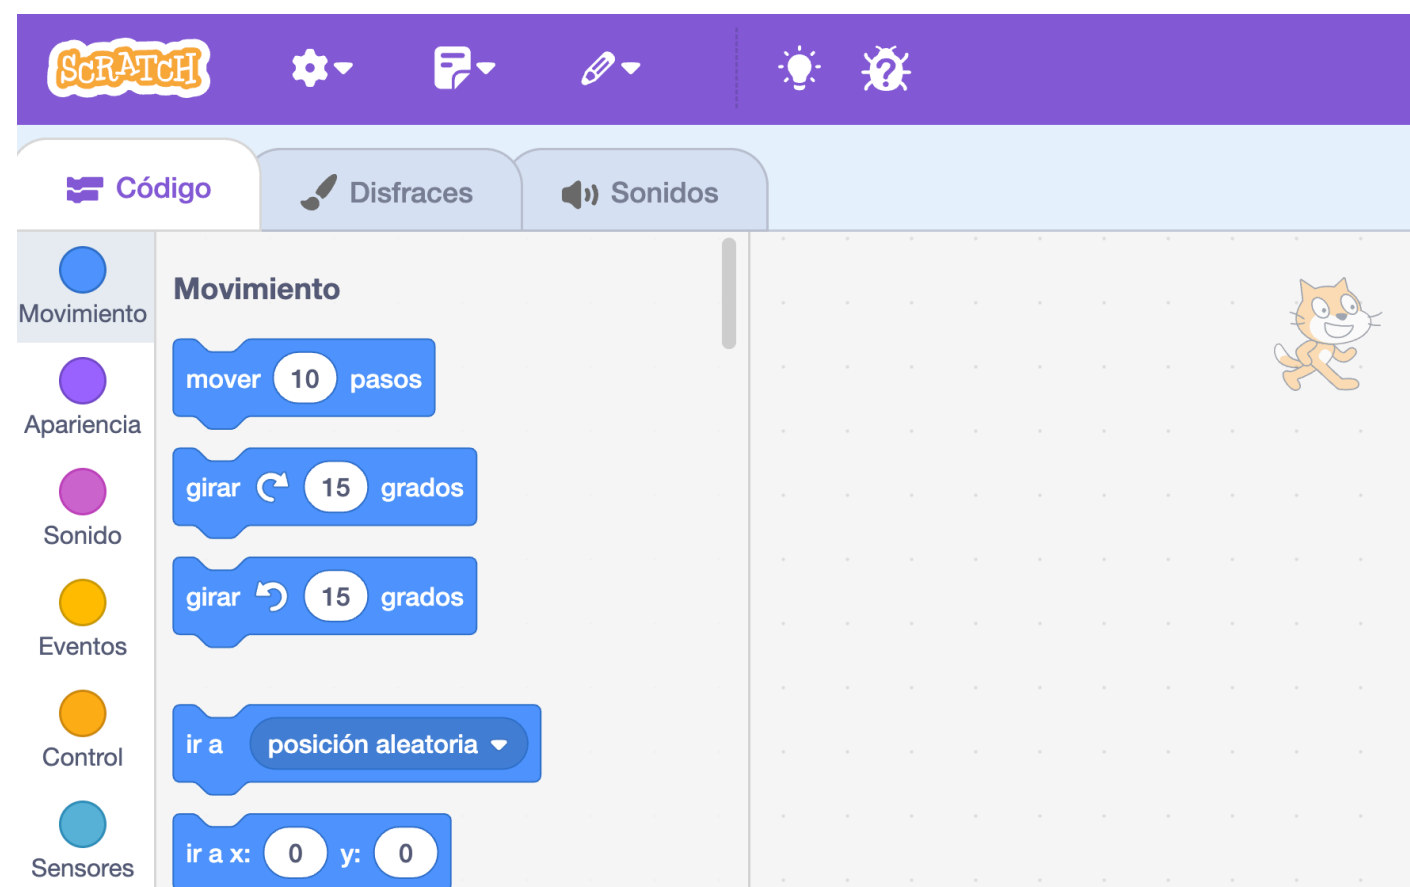 SCRATCH
Código
Disfraces
Sonidos
Movimiento
Apariencia
Sonido
Eventos
Control
Sensores
Movimiento
mover 10 pasos
girar 15 grados
girar 15 grados
ir a posición aleatoria
ir a x: 0 y: 0